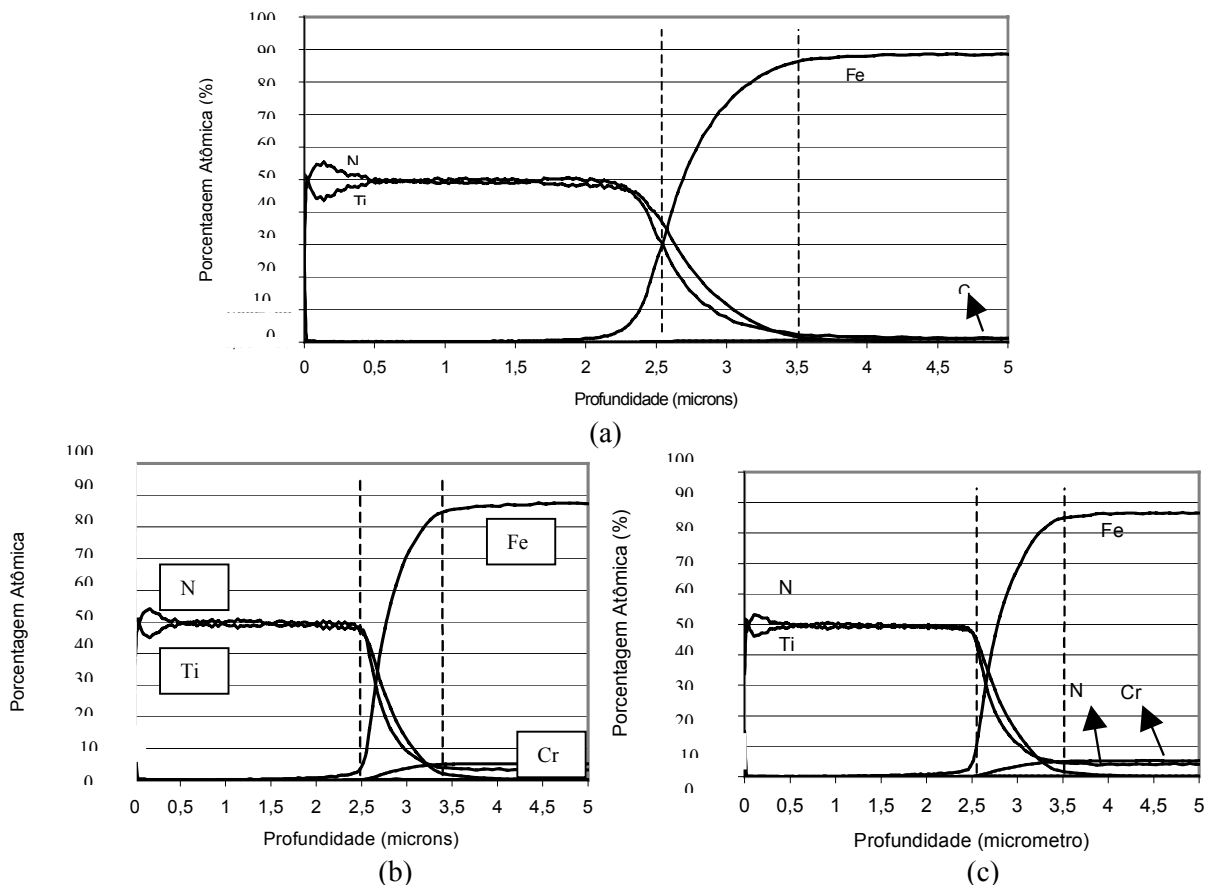 Porcentagem Atômica (%)
100
90
80
70
60
50
40
30
20
10
0
N
Ti
Fe
C
0 0,5 1 1,5 2 2,5 3 3,5 4 4,5 5
Profundidade (microns)
(a)
Porcentagem Atômica
100
90
80
70
60
50
40
30
20
10
0
N
Ti
Fe
Cr
0 0,5 1 1,5 2 2,5 3 3,5 4 4,5 5
Profundidade (microns)
(b)
Porcentagem Atômica (%)
100
90
80
70
60
50
40
30
20
10
0
N
Ti
Fe
N
Cr
0 0,5 1 1,5 2 2,5 3 3,5 4 4,5 5
Profundidade (micrometro)
(c)